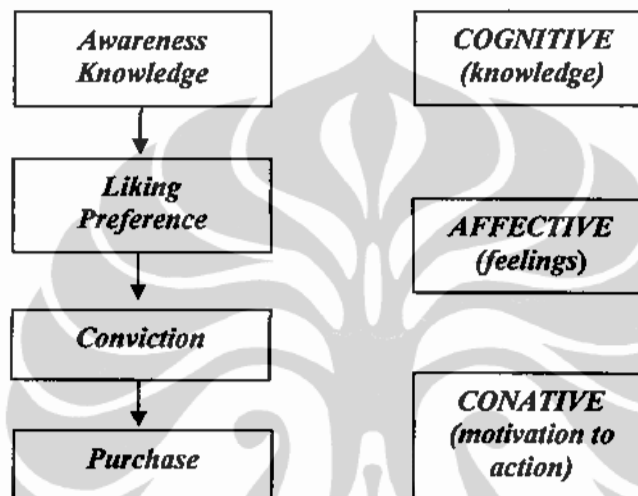 Awareness
Knowledge
COGNITIVE
(knowledge)
Liking
Preference
AFFECTIVE
(feelings)
Conviction
Purchase
CONATIVE
(motivation to
action)